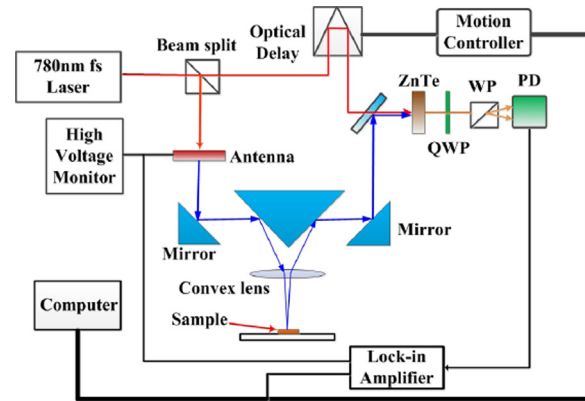 Optical
Delay
Motion
Controller
Beam split
780nm fs
Laser
ZnTe
WP
PD
High
Voltage
Monitor
Antenna
QWP
Mirror
Mirror
Convex lens
Computer
Sample
Lock-in
Amplifier